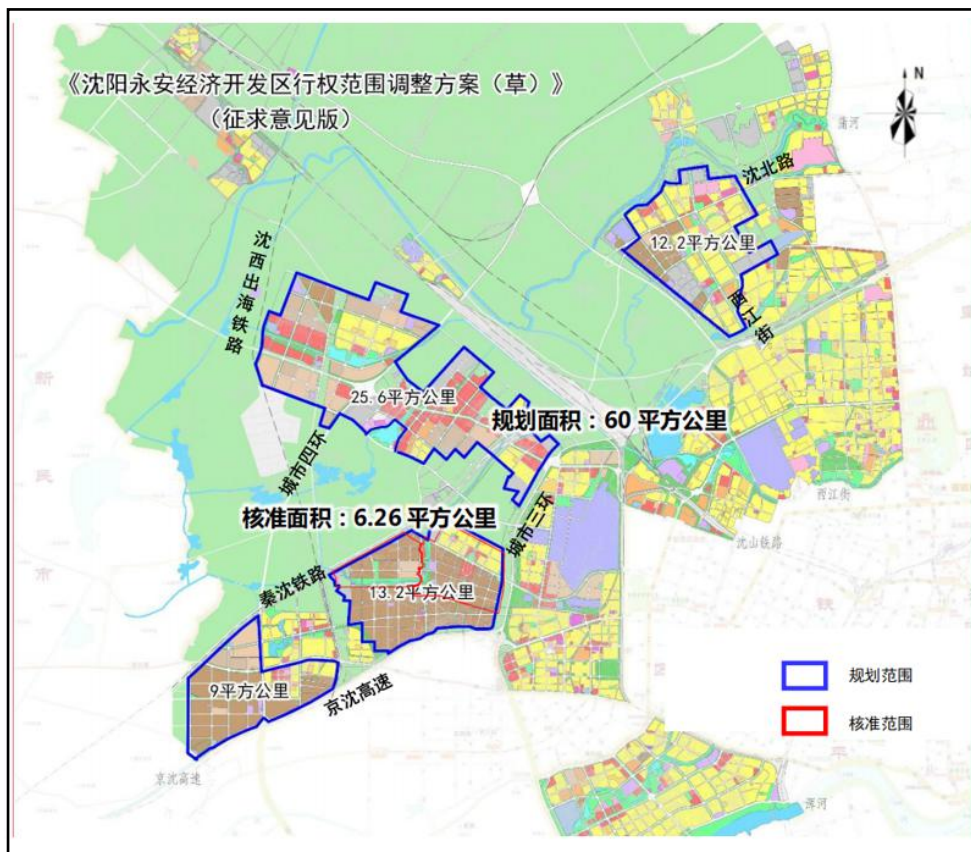 《沈阳永安经济开发区行权范围调整方案（草）》
（征求意见版）
N
蒲河
沈北路
12.2平方公里
沈西出海铁路
西江街
25.6平方公里
规划面积：60 平方公里
新民市
城市四环
核准面积：6.26 平方公里
城市三环
西江街
沈山铁路
秦沈铁路
13.2平方公里
铁
9平方公里
京沈高速
规划范围
核准范围
京沈高速
浑河